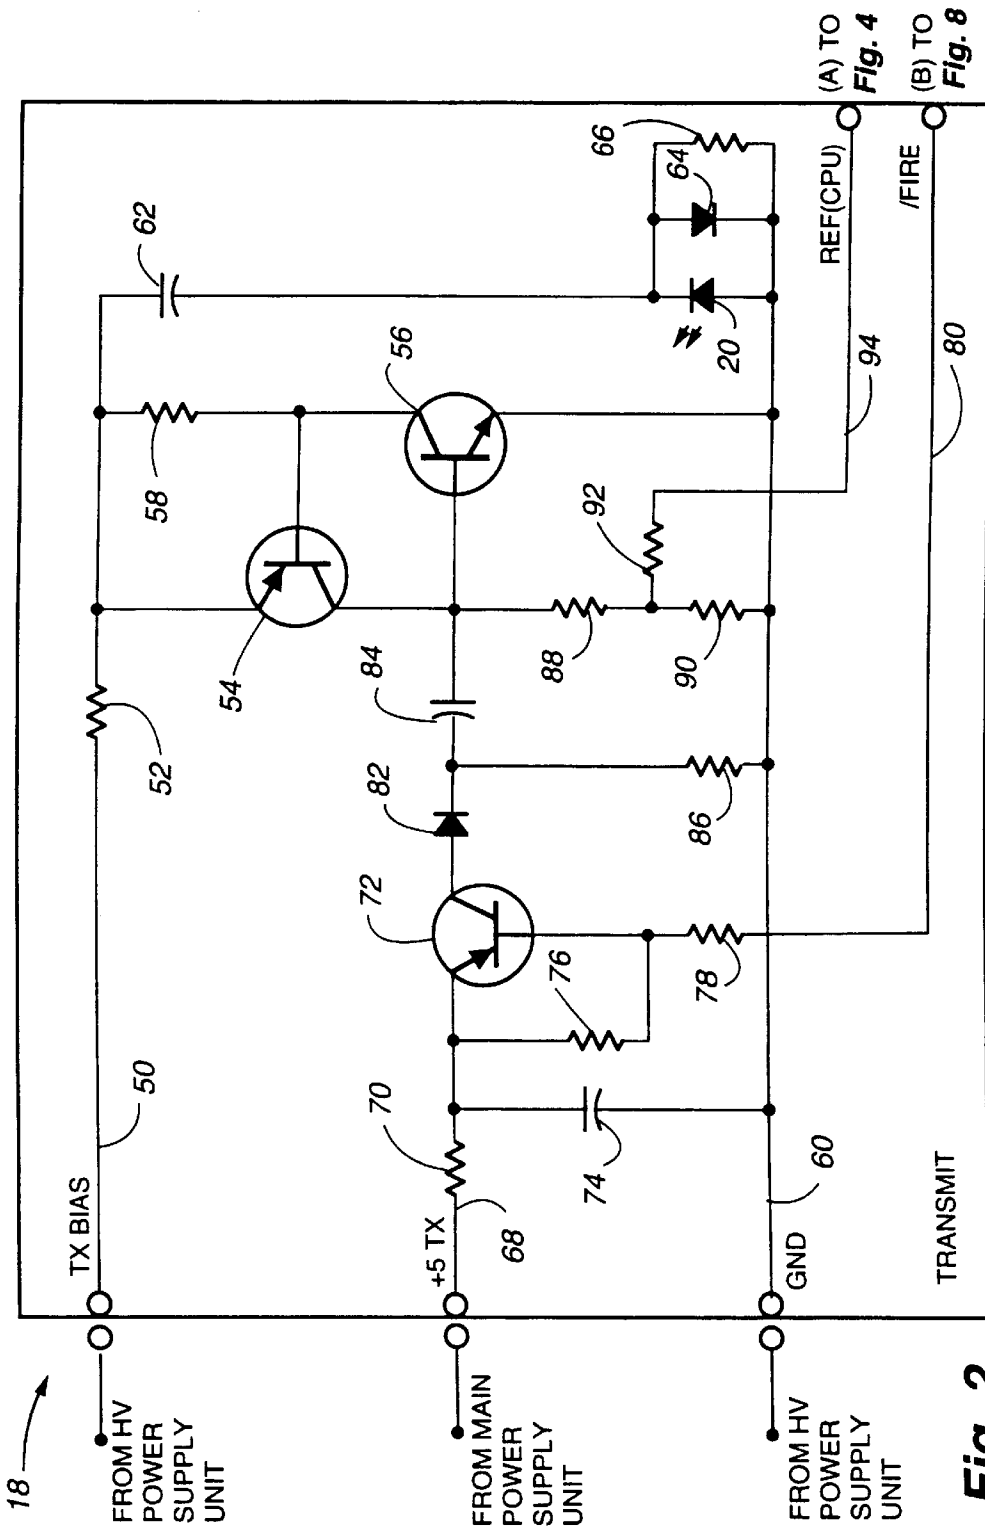 18
FROM HV
POWER
SUPPLY
UNIT
TX BIAS
50
52
54
58
56
62
66
64
20
FROM MAIN
POWER
SUPPLY
UNIT
+5 TX
68
70
72
74
76
78
82
84
86
88
90
92
94
80
FROM HV
POWER
SUPPLY
UNIT
GND
60
TRANSMIT
REF(CPU)
/FIRE
(A) TO
Fig. 4
(B) TO
Fig. 8
Fig. 2